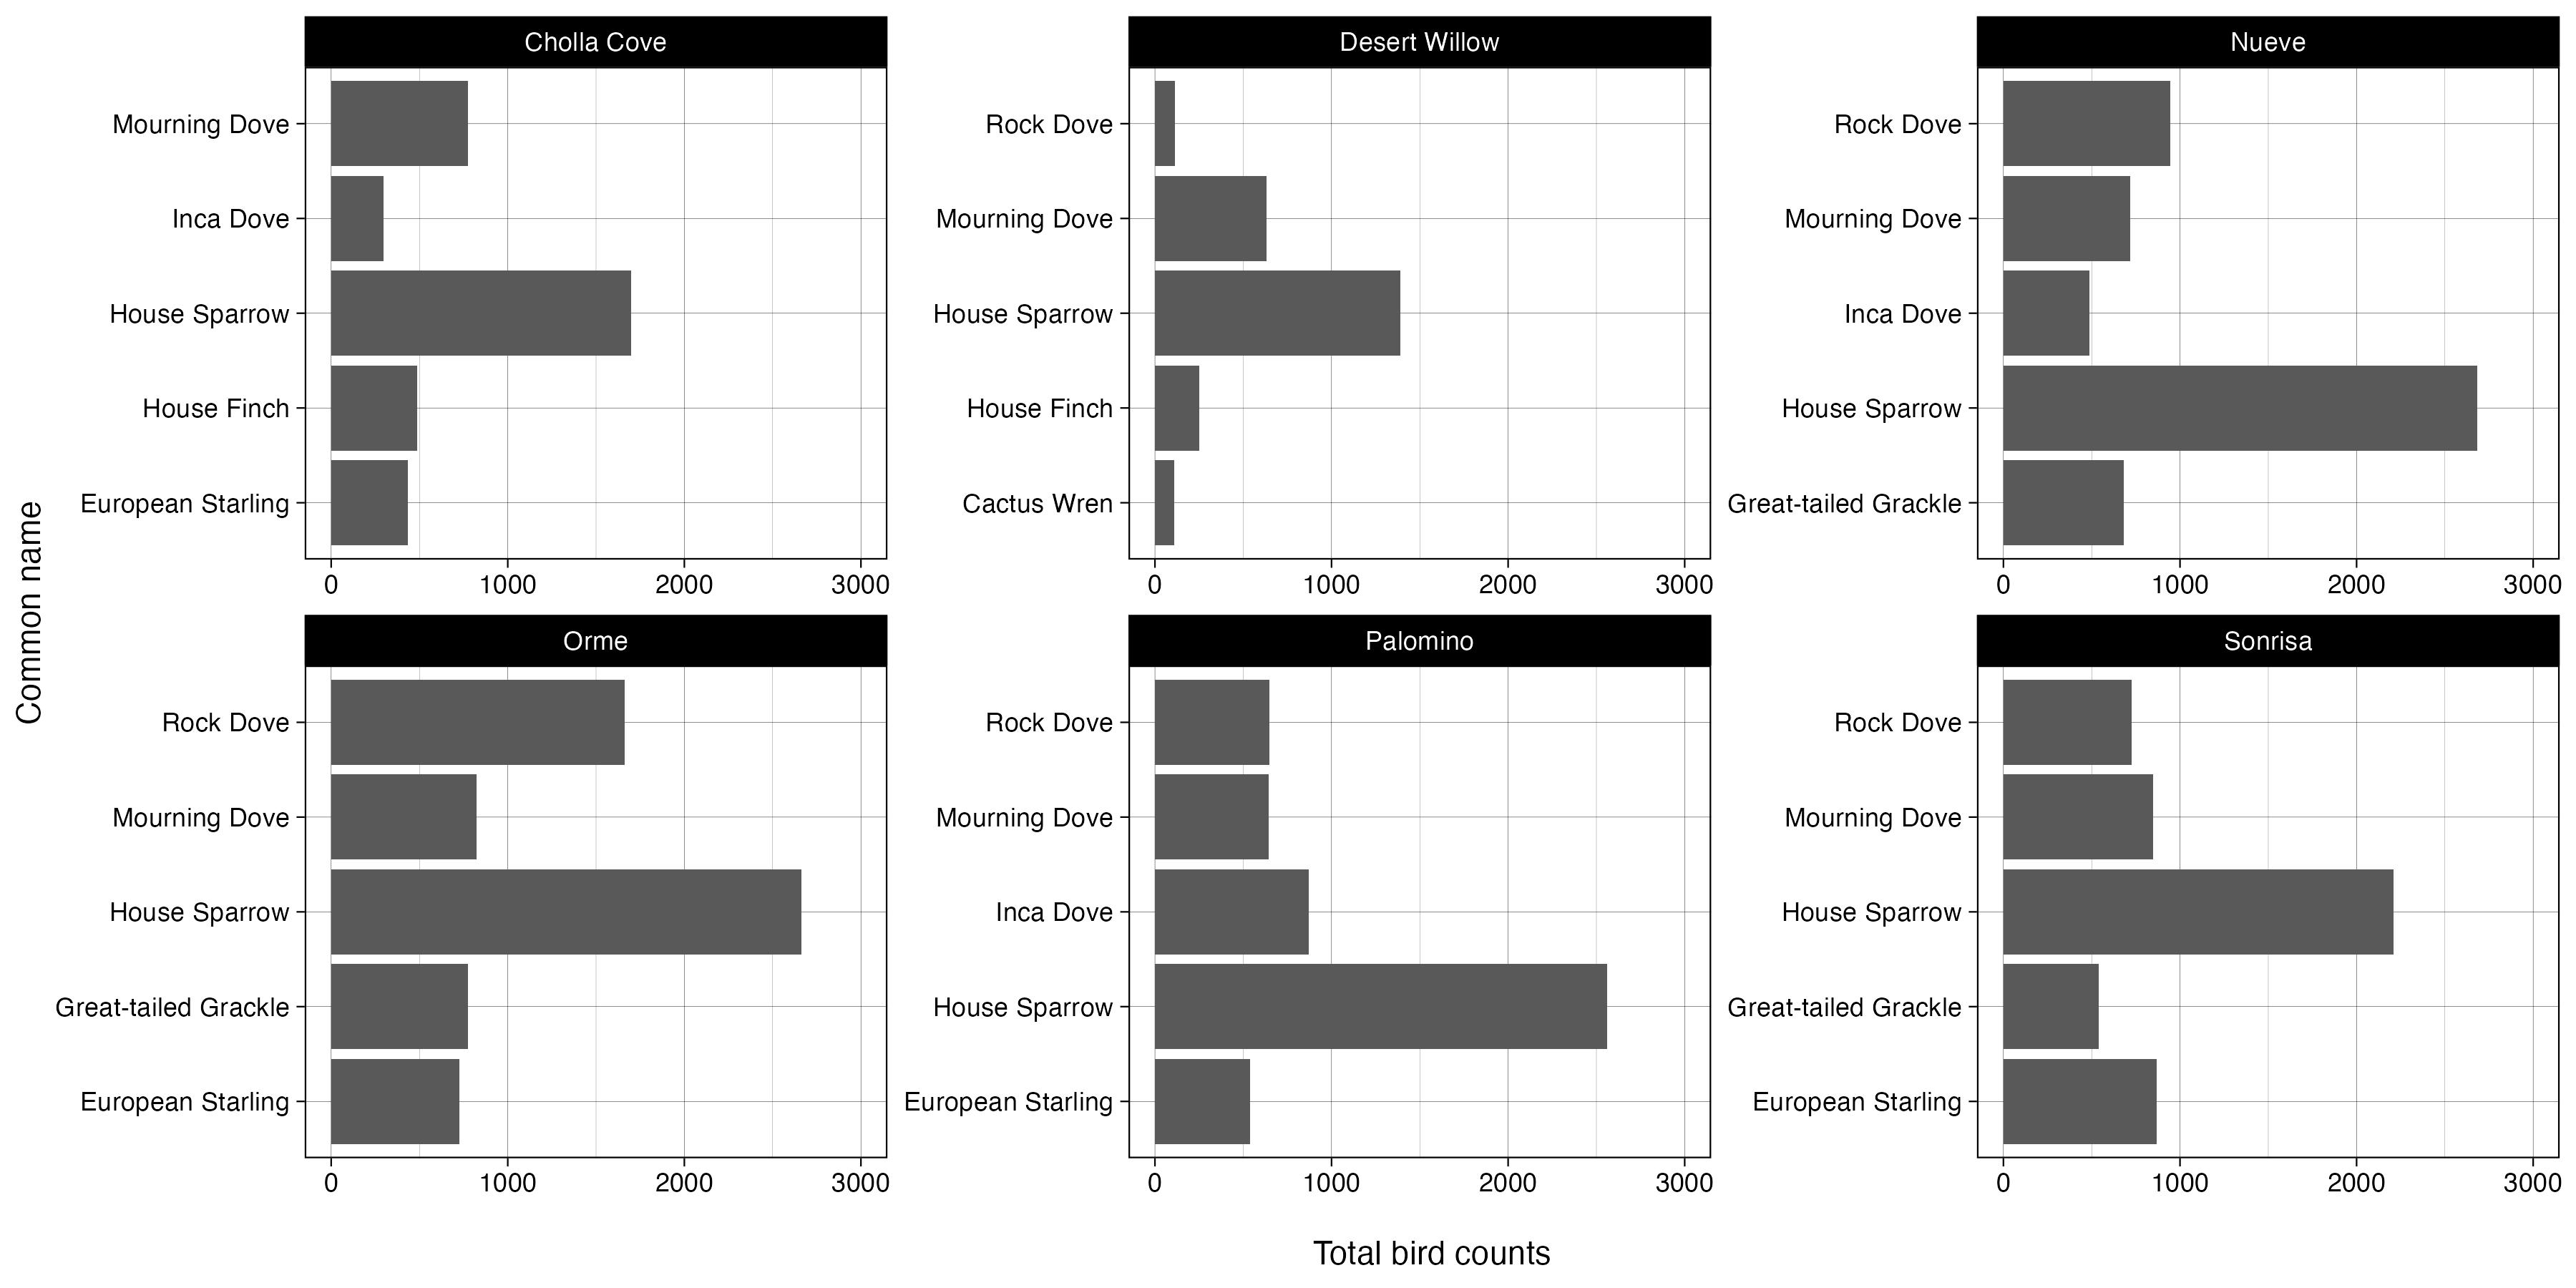 Cholla Cove
Mourning Dove
Inca Dove
House Sparrow
House Finch
European Starling
0 1000 2000 3000
Desert Willow
Rock Dove
Mourning Dove
House Sparrow
House Finch
Cactus Wren
0 1000 2000 3000
Nueve
Rock Dove
Mourning Dove
Inca Dove
House Sparrow
Great-tailed Grackle
0 1000 2000 3000
Common name
Orme
Rock Dove
Mourning Dove
House Sparrow
Great-tailed Grackle
European Starling
0 1000 2000 3000
Palomino
Rock Dove
Mourning Dove
Inca Dove
House Sparrow
European Starling
0 1000 2000 3000
Sonrisa
Rock Dove
Mourning Dove
House Sparrow
Great-tailed Grackle
European Starling
0 1000 2000 3000
Total bird counts